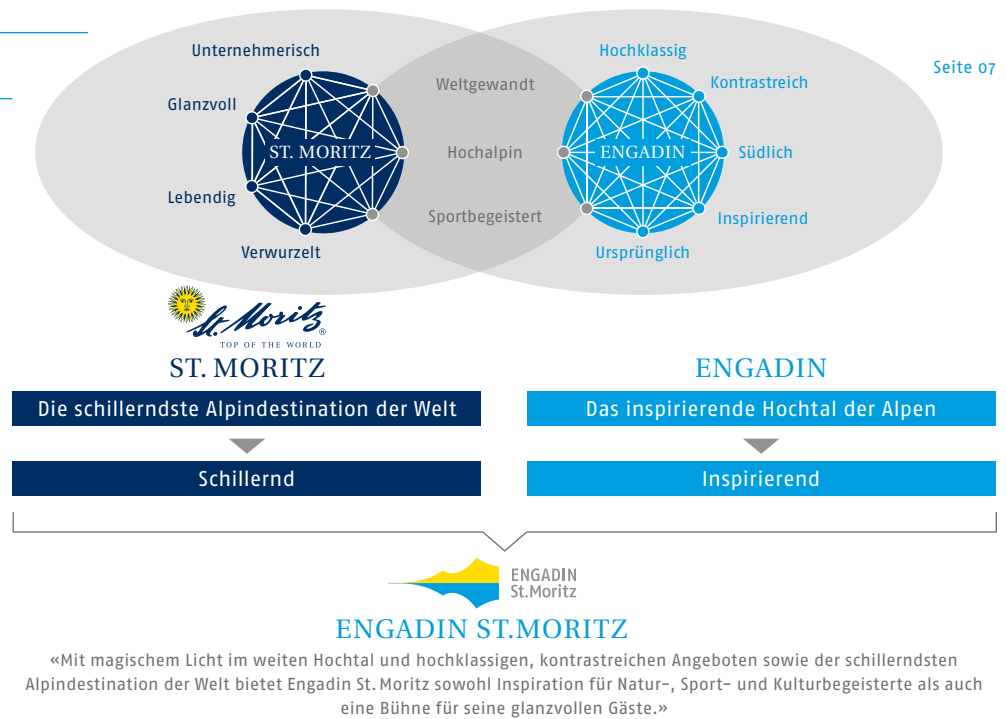 Seite 07
Unternehmerisch
Glanzvoll
Lebendig
Verwurzelt
ST. MORITZ
Weltgewandt
Hochalpin
Sportbegeistert
Hochklassig
Kontrastreich
Südlich
Inspirierend
Ursprünglich
ENGADIN
St. Moritz®
TOP OF THE WORLD
ST. MORITZ
Die schillerndste Alpindestination der Welt
Schillernd
ENGADIN
Das inspirierende Hochtal der Alpen
Inspirierend
ENGADIN
St.Moritz
ENGADIN ST.MORITZ
«Mit magischem Licht im weiten Hochtal und hochklassigen, kontrastreichen Angeboten sowie der schillerndsten
Alpindestination der Welt bietet Engadin St. Moritz sowohl Inspiration für Natur-, Sport- und Kulturbegeisterte als auch
eine Bühne für seine glanzvollen Gäste.»